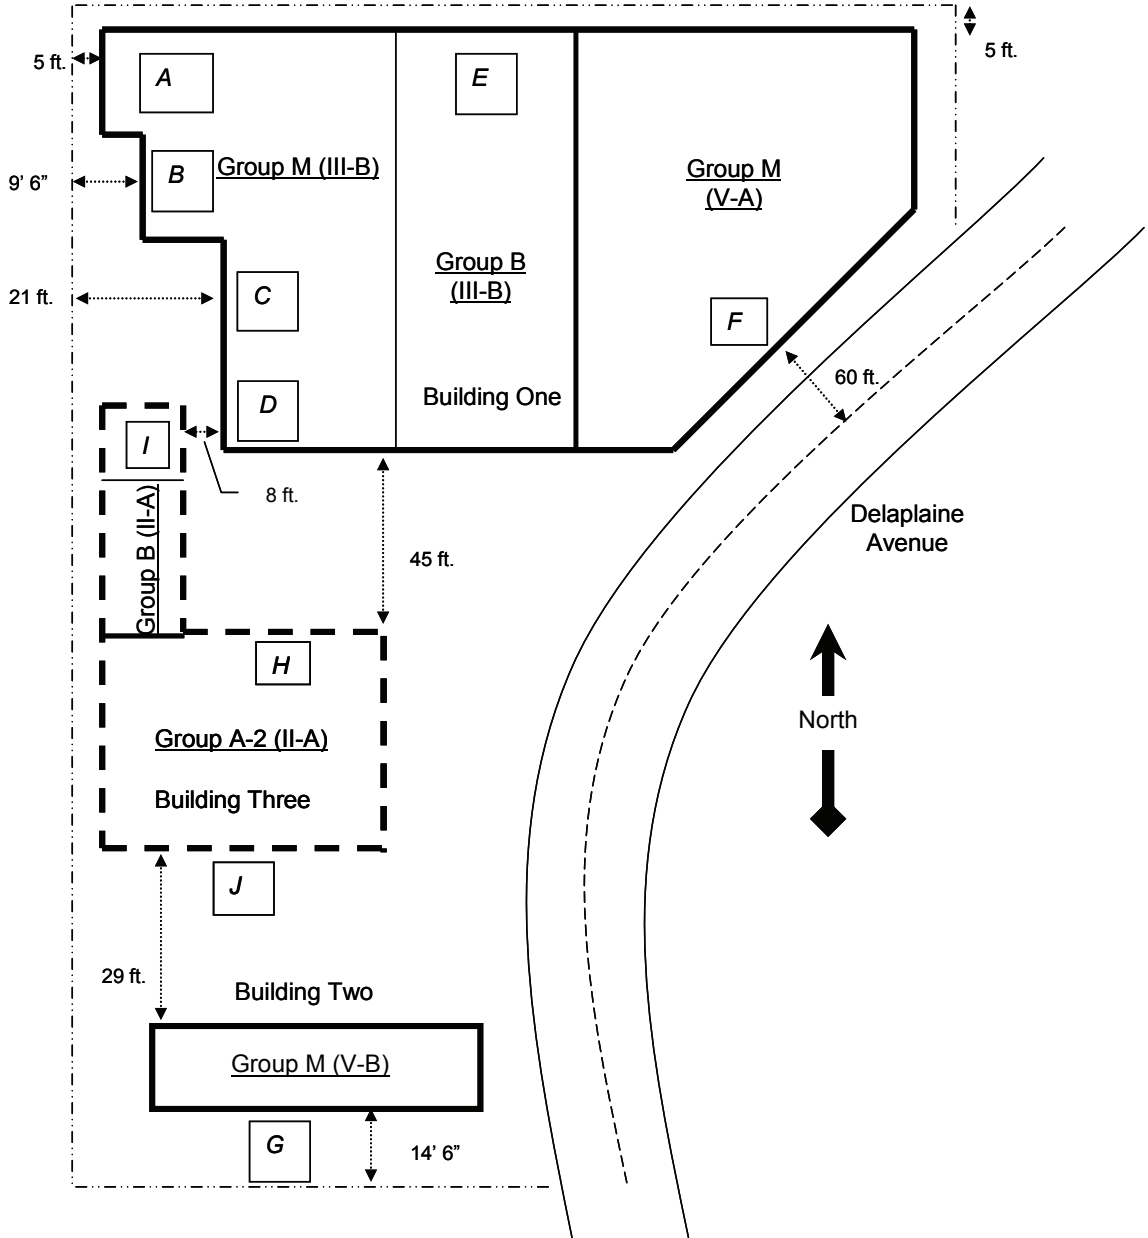 5 ft.
5 ft.
A
E
B
Group M (III-B)
Group M
(V-A)
9' 6”
Group B
(III-B)
21 ft.
C
F
60 ft.
D
Building One
I
8 ft.
Delaplaine
Avenue
45 ft.
Group B (II-A)
H
North
Group A-2 (II-A)
Building Three
J
29 ft.
Building Two
Group M (V-B)
G
14’ 6”